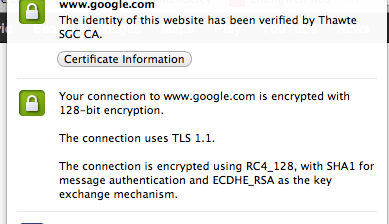 www.google.com
The identity of this website has been verified by Thawte
SGC CA.
Certificate Information
Your connection to www.google.com is encrypted with
128-bit encryption.
The connection uses TLS 1.1.
The connection is encrypted using RC4_128, with SHA1 for
message authentication and ECDHE_RSA as the key
exchange mechanism.